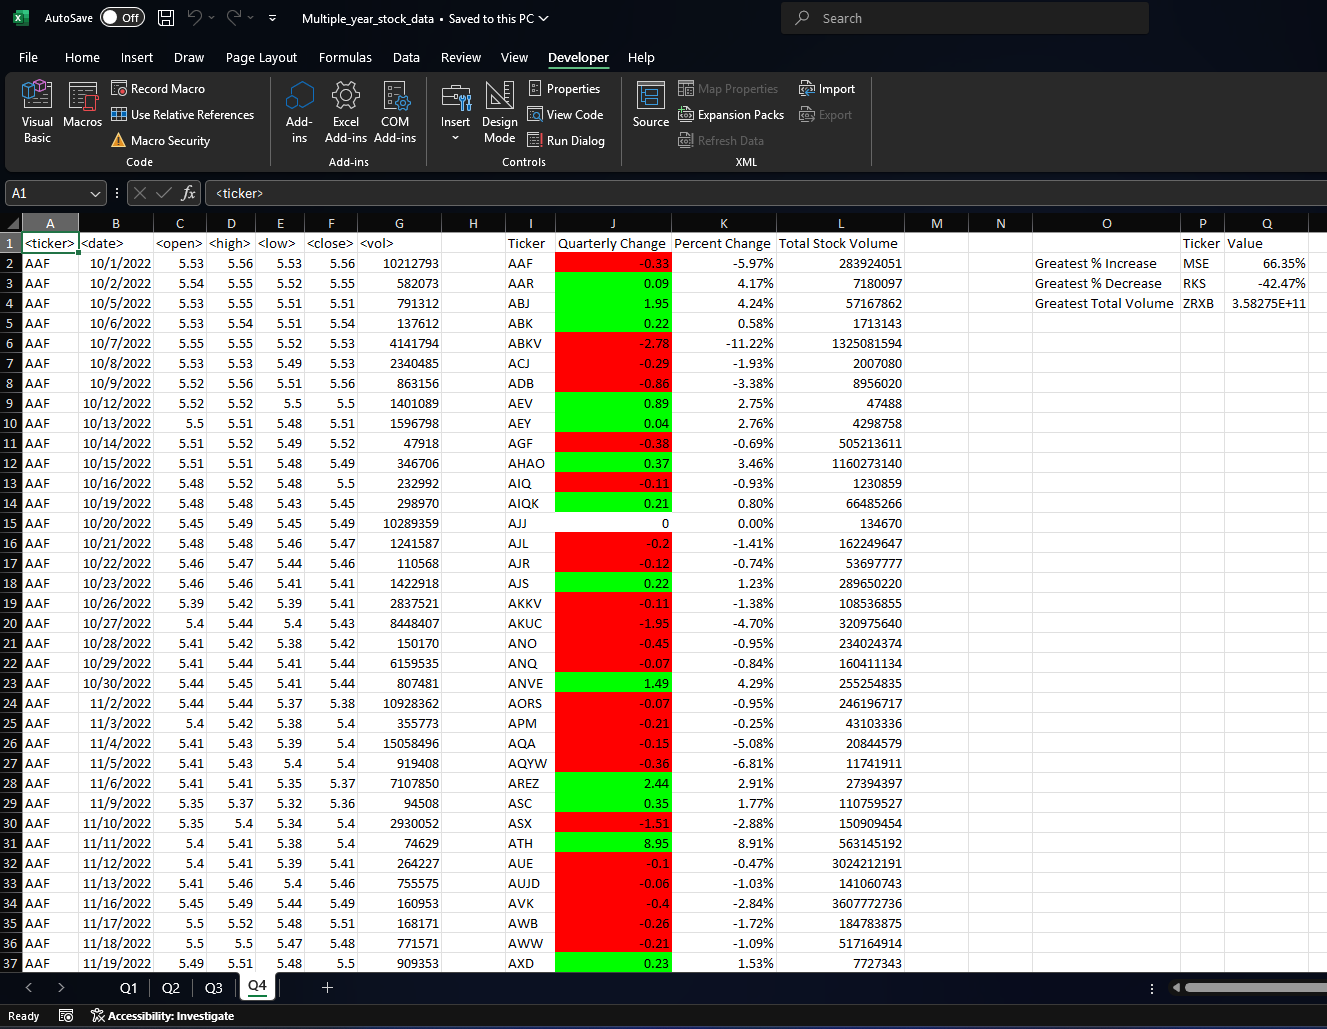 AutoSave Off Multiple_year_stock_data • Saved to this PC Search
File Home Insert Draw Page Layout Formulas Data Review View Developer Help
Visual Basic
Macros
Record Macro
Use Relative References
Macro Security
Code
Add-ins
Excel Add-ins
COM Add-ins
Add-ins
Insert
Design Mode
Properties
View Code
Run Dialog
Controls
Source
Map Properties
Expansion Packs
Refresh Data
Import
Export
XML
A1 fx <ticker>
A B C D E F G H I J K L M N O P Q
1 <ticker> <date> <open> <high> <low> <close> <vol> Ticker Quarterly Change Percent Change Total Stock Volume Ticker Value
2 AAF 10/1/2022 5.53 5.56 5.53 5.56 10212793 AAF -0.33 -5.97% 283924051 Greatest % Increase MSE 66.35%
3 AAF 10/2/2022 5.54 5.55 5.52 5.55 582073 AAR 0.09 4.17% 7180097 Greatest % Decrease RKS -42.47%
4 AAF 10/5/2022 5.53 5.55 5.51 5.51 791312 ABJ 1.95 4.24% 57167862 Greatest Total Volume ZRXB 3.58275E+11
5 AAF 10/6/2022 5.53 5.54 5.51 5.54 137612 ABK 0.22 0.58% 1713143
6 AAF 10/7/2022 5.55 5.55 5.52 5.53 4141794 ABKV -2.78 -11.22% 1325081594
7 AAF 10/8/2022 5.53 5.53 5.49 5.53 2340485 ACJ -0.29 -1.93% 2007080
8 AAF 10/9/2022 5.52 5.56 5.51 5.56 863156 ADB -0.86 -3.38% 8956020
9 AAF 10/12/2022 5.52 5.52 5.5 5.5 1401089 AEV 0.89 2.75% 47488
10 AAF 10/13/2022 5.5 5.51 5.48 5.51 1596798 AEY 0.04 2.76% 4298758
11 AAF 10/14/2022 5.51 5.52 5.49 5.52 47918 AGF -0.38 -0.69% 505213611
12 AAF 10/15/2022 5.51 5.51 5.48 5.49 346706 AHAO 0.37 3.46% 1160273140
13 AAF 10/16/2022 5.48 5.52 5.48 5.5 232992 AIQ -0.11 -0.93% 1230859
14 AAF 10/19/2022 5.48 5.48 5.43 5.45 298970 AIQK 0.21 0.80% 66485266
15 AAF 10/20/2022 5.45 5.49 5.45 5.49 10289359 AJJ 0 0.00% 134670
16 AAF 10/21/2022 5.48 5.48 5.46 5.47 1241587 AJL -0.2 -1.41% 162249647
17 AAF 10/22/2022 5.46 5.47 5.44 5.46 110568 AJR -0.12 -0.74% 53697777
18 AAF 10/23/2022 5.46 5.46 5.41 5.41 1422918 AJS 0.22 1.23% 289650220
19 AAF 10/26/2022 5.39 5.42 5.39 5.41 2837521 AKKV -0.11 -1.38% 108536855
20 AAF 10/27/2022 5.4 5.44 5.4 5.43 8448407 AKUC -1.95 -4.70% 320975640
21 AAF 10/28/2022 5.41 5.42 5.38 5.42 150170 ANO -0.45 -0.95% 234024374
22 AAF 10/29/2022 5.41 5.44 5.41 5.44 6159535 ANQ -0.07 -0.84% 160411134
23 AAF 10/30/2022 5.44 5.45 5.41 5.44 807481 ANVE 1.49 4.29% 255254835
24 AAF 11/2/2022 5.44 5.44 5.37 5.38 10928362 AORS -0.07 -0.95% 246196717
25 AAF 11/3/2022 5.4 5.42 5.38 5.4 355773 APM -0.21 -0.25% 43103336
26 AAF 11/4/2022 5.41 5.43 5.39 5.4 15058496 AQA -0.15 -5.08% 20844579
27 AAF 11/5/2022 5.41 5.43 5.4 5.4 919408 AQYW -0.36 -6.81% 11741911
28 AAF 11/6/2022 5.41 5.41 5.35 5.37 7107850 AREZ 2.44 2.91% 27394397
29 AAF 11/9/2022 5.35 5.37 5.32 5.36 94508 ASC 0.35 1.77% 110759527
30 AAF 11/10/2022 5.35 5.4 5.34 5.4 2930052 ASX -1.51 -2.88% 150909454
31 AAF 11/11/2022 5.4 5.41 5.38 5.4 74629 ATH 8.95 8.91% 563145192
32 AAF 11/12/2022 5.4 5.41 5.39 5.41 264227 AUE -0.1 -0.47% 3024212191
33 AAF 11/13/2022 5.41 5.46 5.4 5.46 755575 AUJD -0.06 -1.03% 141060743
34 AAF 11/16/2022 5.45 5.49 5.44 5.49 160953 AVK -0.4 -2.84% 3607772736
35 AAF 11/17/2022 5.5 5.52 5.48 5.51 168171 AWB -0.26 -1.72% 184783875
36 AAF 11/18/2022 5.5 5.5 5.47 5.48 771571 AWW -0.21 -1.09% 517164914
37 AAF 11/19/2022 5.49 5.51 5.48 5.5 909353 AXD 0.23 1.53% 7727343
Q1 Q2 Q3 Q4
Ready Accessibility: Investigate